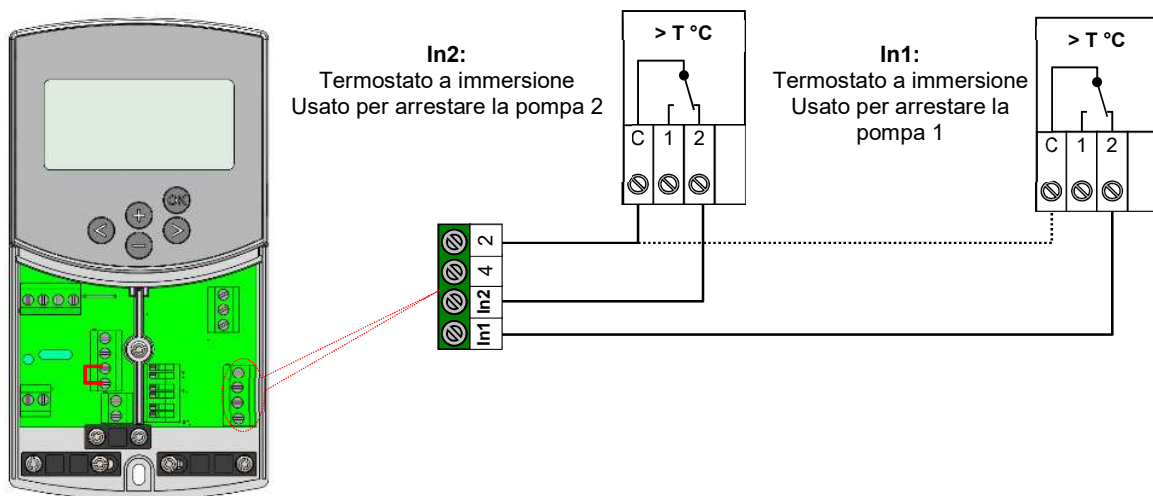 In2:
Termostato a immersione
Usato per arrestare la pompa 2
> T °C
C 1 2
In1:
Termostato a immersione
Usato per arrestare la
pompa 1
> T °C
C 1 2
OK
+
< >
−
2
4
In2
In1